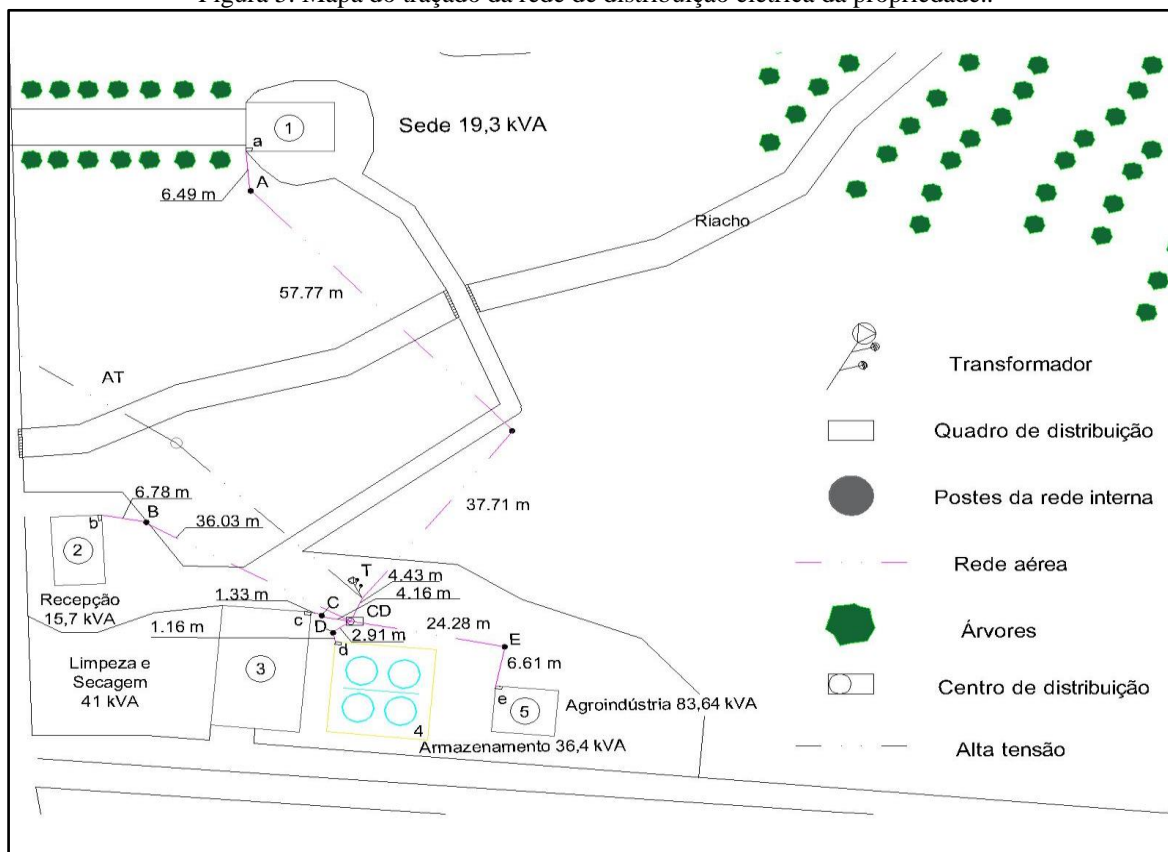 Figura 3: Mapa do traçado da rede de distribuição elétrica da propriedade..
1
Sede 19,3 kVA
a
A
6.49 m
Riacho
57.77 m
AT
Transformador
Quadro de distribuição
6.78 m
B
36.03 m
37.71 m
Postes da rede interna
b
2
Rede aérea
T
4.43 m
4.16 m
Recepção
15,7 kVA
1.33 m
C
CD
c
D
24.28 m
1.16 m
2.91 m
E
Árvores
d
6.61 m
Limpeza e
Secagem
41 kVA
3
e
5
Agroindústria 83,64 kVA
Centro de distribuição
4
Armazenamento 36,4 kVA
Alta tensão